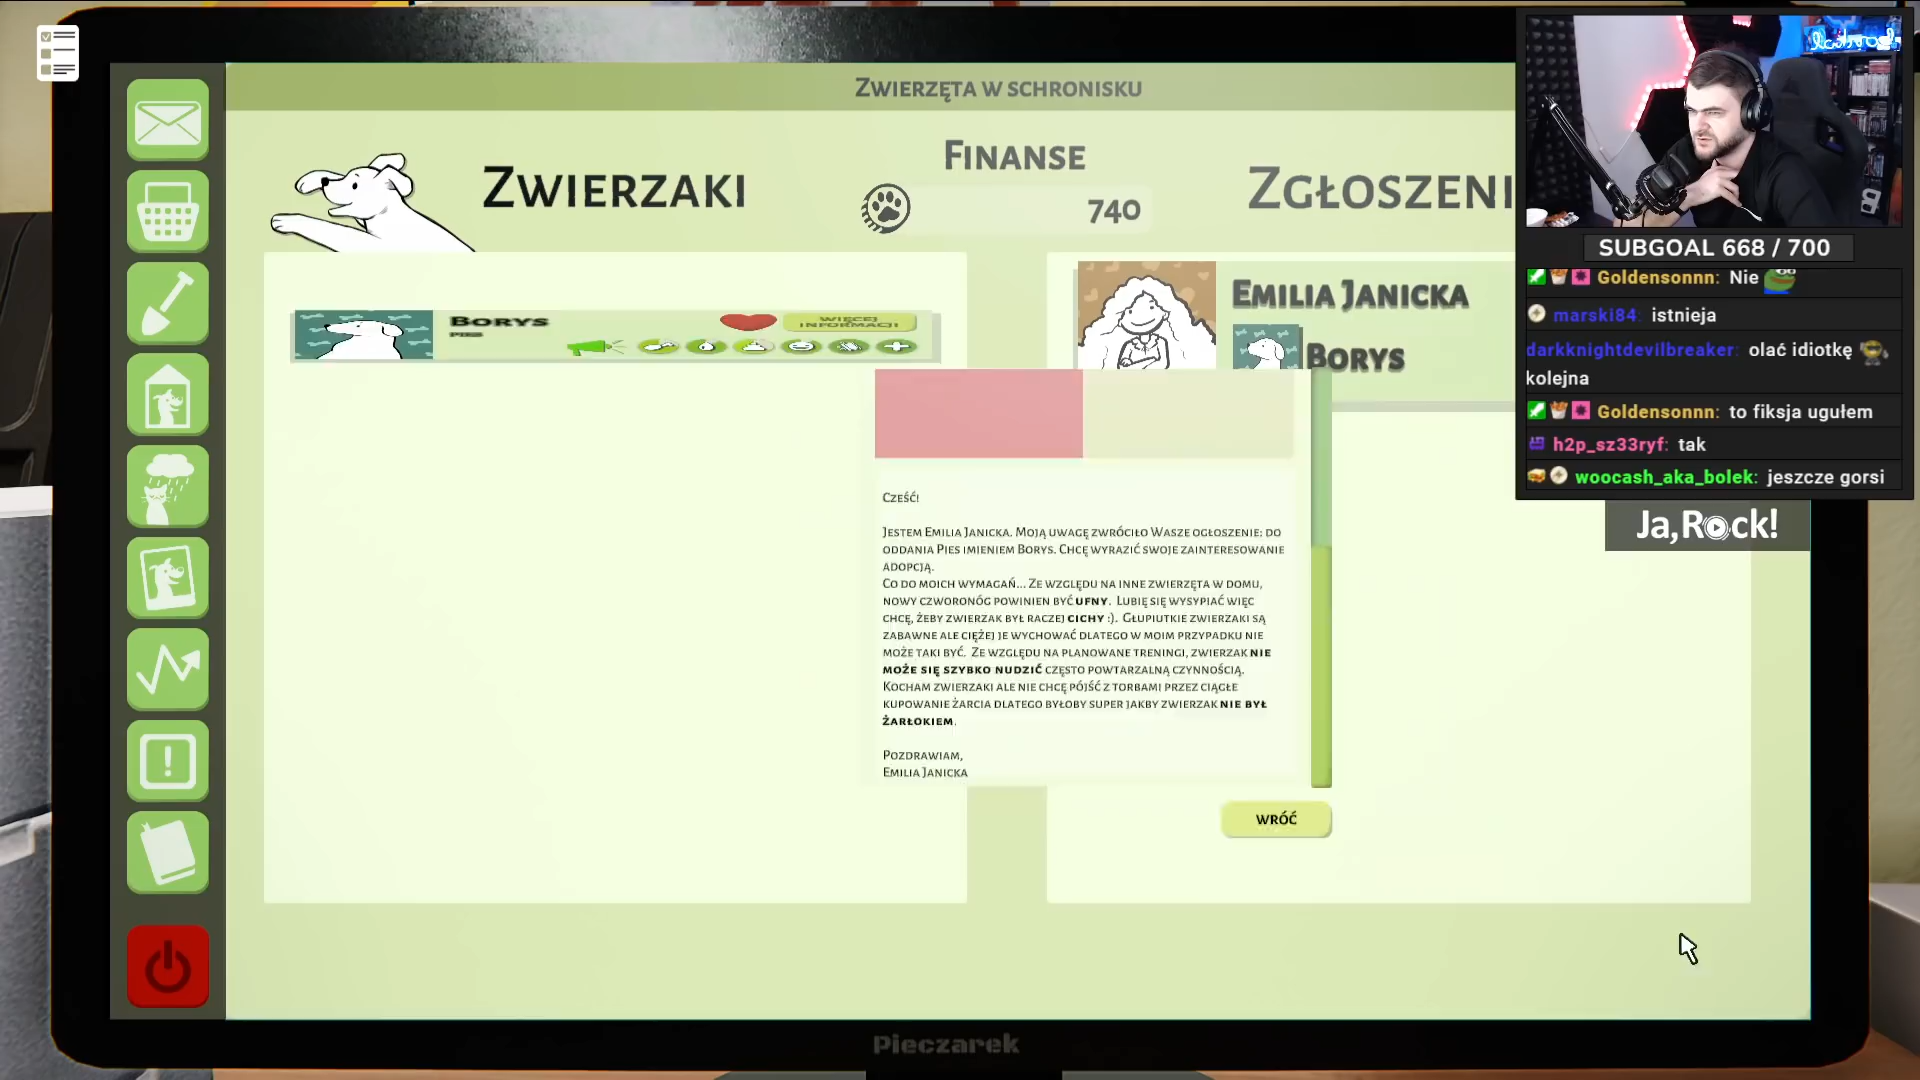 Zwierzęta w schronisku
Zwierzaki
Finanse
740
Zgłoszeni
Borys
Pies
Więcej informacji
Emilia Janicka
Borys
Cześć!
Jestem Emilia Janicka. Moją uwagę zwróciło Wasze ogłoszenie: do
oddania Pies imieniem Borys. Chcę wyrazić swoje zainteresowanie
adopcją.
Co do moich wymagań... Ze względu na inne zwierzęta w domu,
nowy czworonóg powinien być ufny. Lubię się wysypiać więc
chcę, żeby zwierzak był raczej cichy :). Głupiutkie zwierzaki są
zabawne ale ciężej je wychować dlatego w moim przypadku nie
może taki być. Ze względu na planowane treningi, zwierzak nie
może się szybko nudzić często powtarzalną czynnością.
Kocham zwierzaki ale nie chcę pójść z torbami przez ciągłe
kupowanie żarcia dlatego byłoby super jakby zwierzak nie był
żarłokiem.
Pozdrawiam,
Emilia Janicka
WRÓĆ
Pieczarek
SUBGOAL 668 / 700
Goldensonnn: Nie
marski84: istnieja
darkknightdevilbreaker: olać idiotkę
kolejna
Goldensonnn: to fiksja ugułem
h2p_sz33ryf: tak
woocash_aka_bolek: jeszcze gorsi
Ja,Rock!